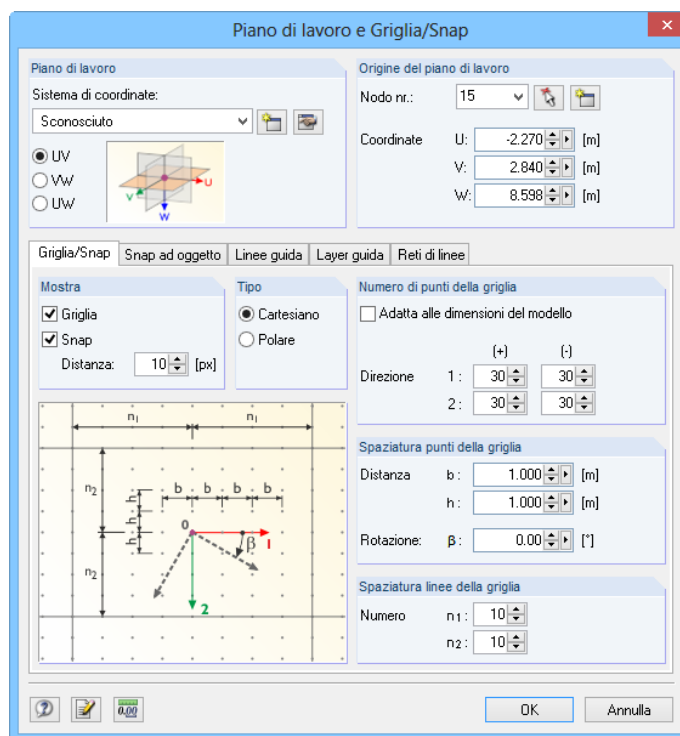 Piano di lavoro e Griglia/Snap
Piano di lavoro
Sistema di coordinate:
Sconosciuto
UV
VW
UW
U
V
W
Origine del piano di lavoro
Nodo nr.: 15
Coordinate U: -2.270 [m]
V: 2.840 [m]
W: 8.598 [m]
Griglia/Snap Snap ad oggetto Linee guida Layer guida Reti di linee
Mostra
Griglia
Snap
Distanza: 10 [px]
Tipo
Cartesiano
Polare
Numero di punti della griglia
Adatta alle dimensioni del modello
(+) (-)
Direzione 1 : 30 30
2 : 30 30
n1 n1
n2
b b b b
h
h
h
0
β 1
n2
2
Spaziatura punti della griglia
Distanza b : 1.000 [m]
h : 1.000 [m]
Rotazione: β : 0.00 [°]
Spaziatura linee della griglia
Numero n1 : 10
n2 : 10
0.00
OK Annulla